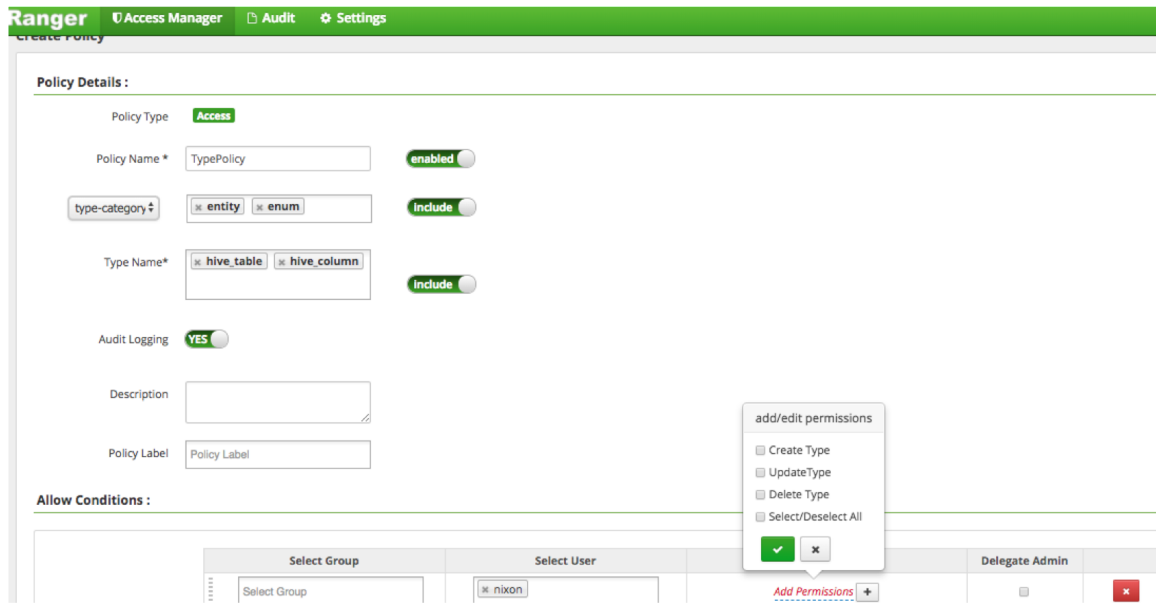 Ranger Access Manager Audit Settings
Create Policy
Policy Details :
Policy Type Access
Policy Name * TypePolicy enabled
type-category × entity × enum include
Type Name* × hive_table × hive_column
include
Audit Logging YES
Description
add/edit permissions
Create Type
Policy Label Policy Label
UpdateType
Delete Type
Allow Conditions :
Select/Deselect All
Select Group Select User Delegate Admin
Select Group × nixon Add Permissions +